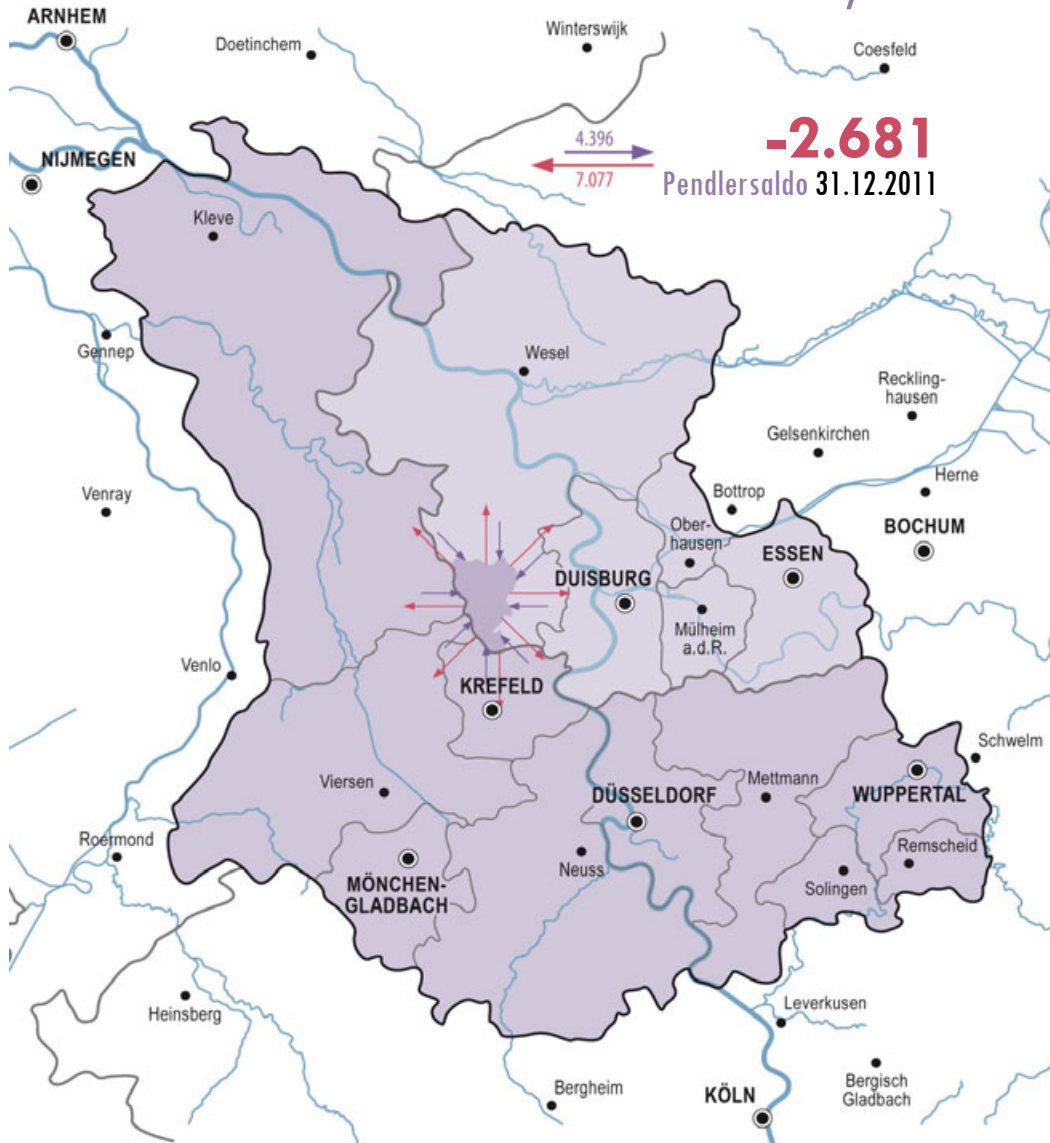 ARNHEM
Doetinchem
Winterswijk
Coesfeld
4.396
7.077
-2.681
Pendlersaldo 31.12.2011
NIJMEGEN
Kleve
Gennep
Wesel
Reckling-
hausen
Gelsenkirchen
Herne
Venray
Bottrop
Ober-
hausen
BOCHUM
ESSEN
DUISBURG
Mülheim
a.d.R.
Venlo
KREFELD
Schwelm
Viersen
Mettmann
DÜSSELDORF
WUPPERTAL
Roermond
Neuss
Remscheid
Solingen
MÖNCHEN-
GLADBACH
Heinsberg
Leverkusen
Bergheim
KÖLN
Bergisch
Gladbach